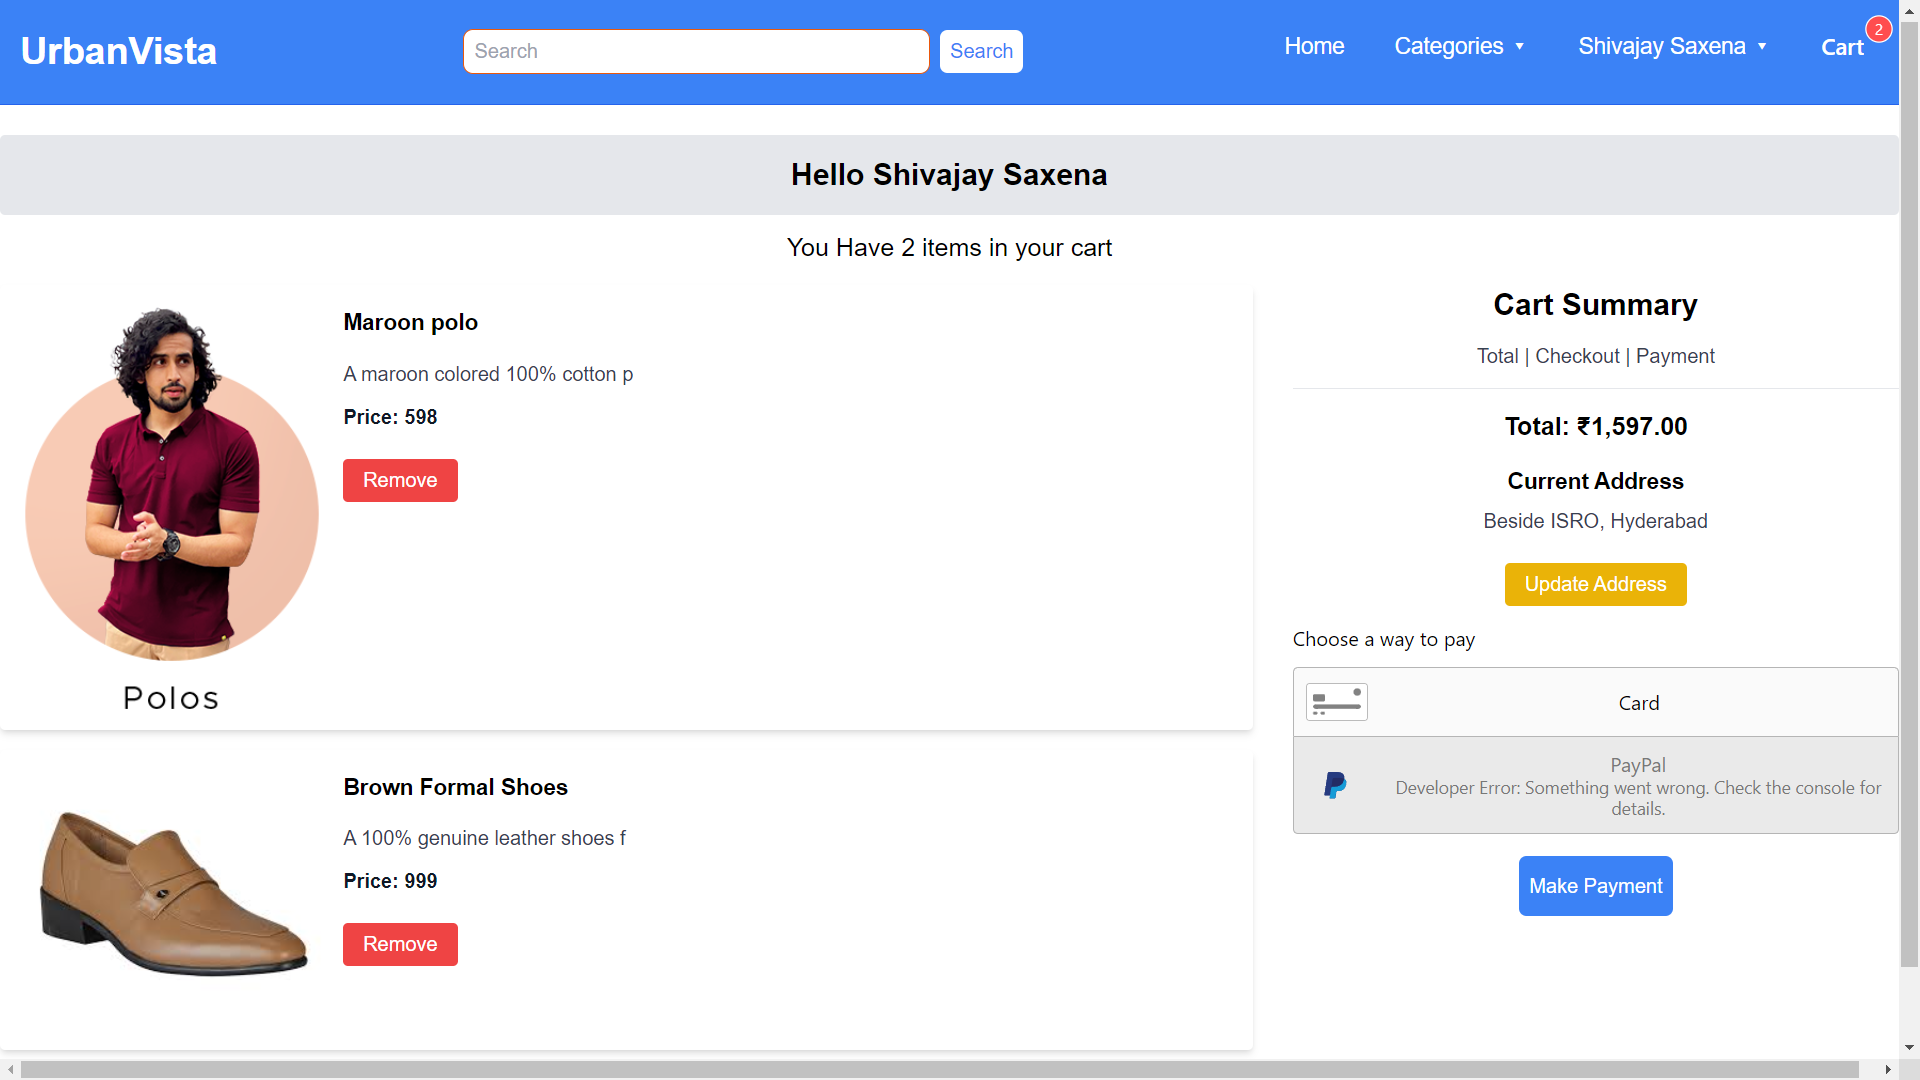 UrbanVista
Search
Search
Home
Categories
Shivajay Saxena
Cart
2
Hello Shivajay Saxena
You Have 2 items in your cart
Maroon polo
A maroon colored 100% cotton p
Price: 598
Remove
Polos
Brown Formal Shoes
A 100% genuine leather shoes f
Price: 999
Remove
Cart Summary
Total | Checkout | Payment
Total: ₹1,597.00
Current Address
Beside ISRO, Hyderabad
Update Address
Choose a way to pay
Card
PayPal
Developer Error: Something went wrong. Check the console for
details.
Make Payment